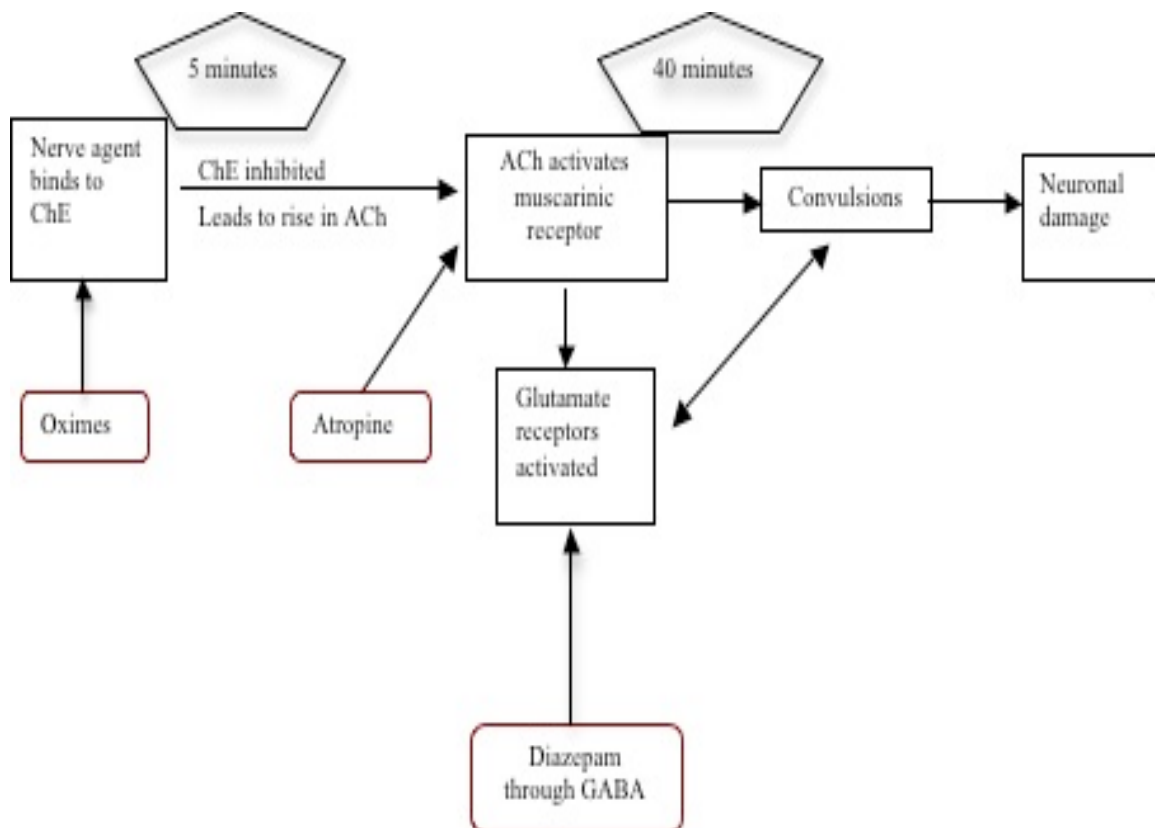 5 minutes
40 minutes
Nerve agent
binds to
ChE
ChE inhibited
Leads to rise in ACh
ACh activates
muscarinic
receptor
Convulsions
Neuronal
damage
Oximes
Atropine
Glutamate
receptors
activated
Diazepam
through GABA